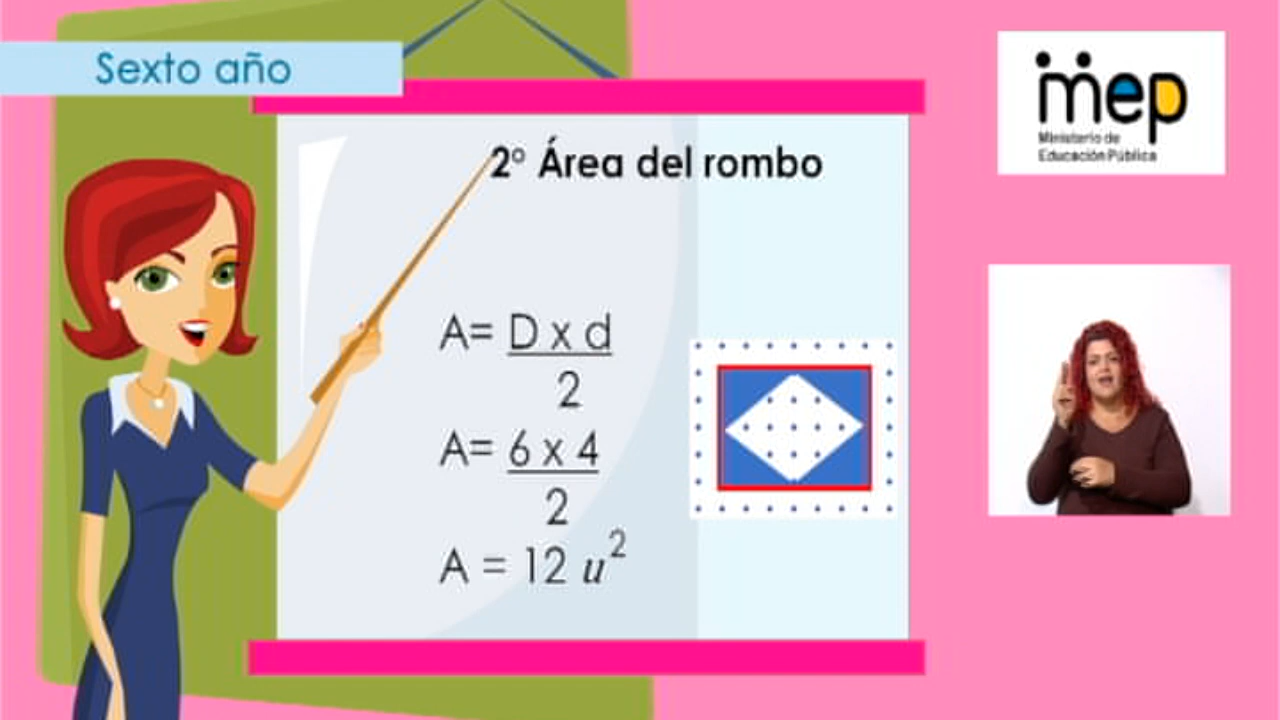 Sexto año
mep
Ministerio de
Educación Pública
2° Área del rombo
A= D x d
2
A= 6 x 4
2
A = 12 u²